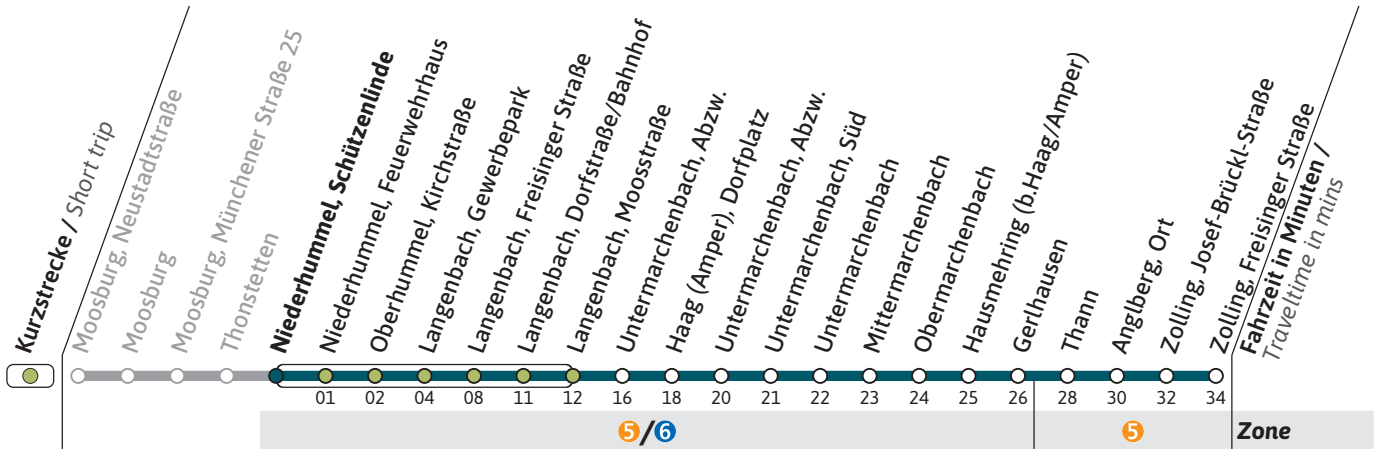 Kurzstrecke / Short trip
Moosburg, Neustadtstraße
Moosburg
Moosburg, Münchener Straße 25
Thonstetten
Niederhummel, Schützenlinde
Niederhummel, Feuerwehrhaus
Oberhummel, Kirchstraße
Langenbach, Gewerbepark
Langenbach, Freisinger Straße
Langenbach, Dorfstraße/Bahnhof
Langenbach, Moosstraße
Untermarchenbach, Abzw.
Haag (Amper), Dorfplatz
Untermarchenbach, Abzw.
Untermarchenbach, Süd
Untermarchenbach
Mittermarchenbach
Obermarchenbach
Hausmehring (b.Haag/Amper)
Gerlhausen
Thann
Anglberg, Ort
Zolling, Josef-Brückl-Straße
Zolling, Freisinger Straße
Fahrzeit in Minuten /
Traveltime in mins
01 02 04 08 11 12 16 18 20 21 22 23 24 25 26 28 30 32 34
5/6 5 Zone